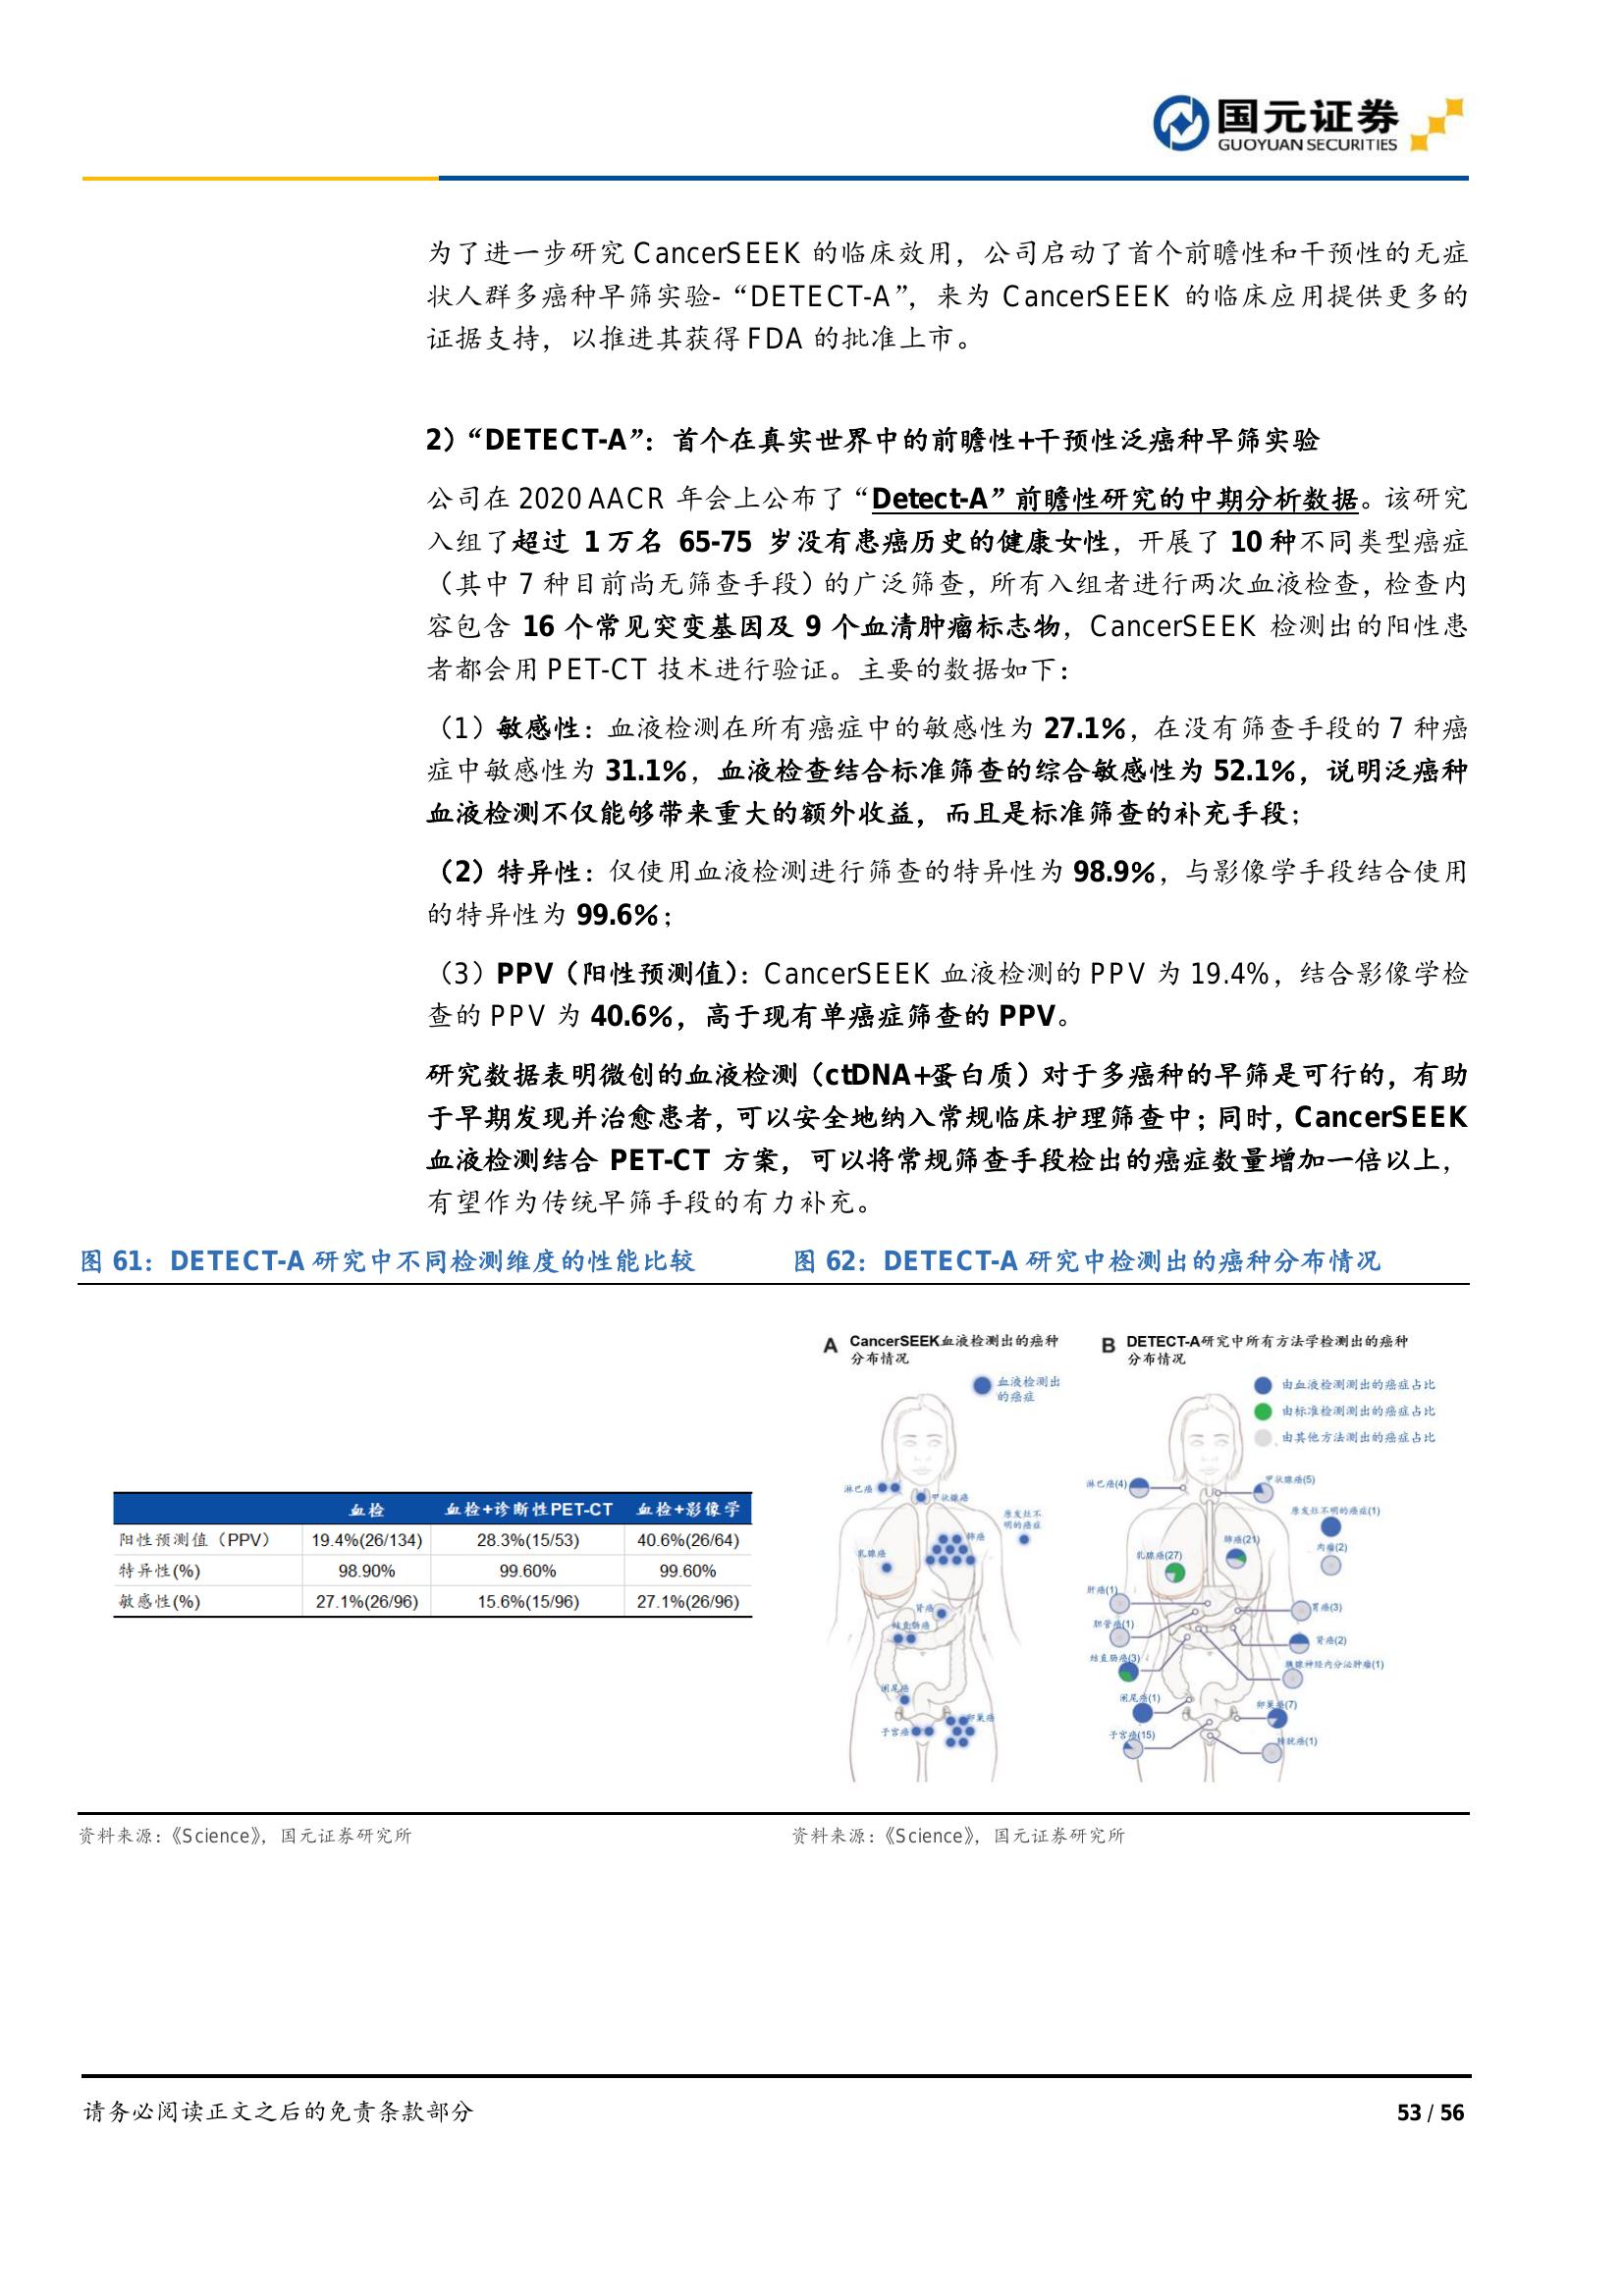 国元证券
GUOYUAN SECURITIES
为了进一步研究 CancerSEEK 的临床效用，公司启动了首个前瞻性和干预性的无症
状人群多癌种早筛实验-“DETECT-A”，来为 CancerSEEK 的临床应用提供更多的
证据支持，以推进其获得 FDA 的批准上市。
2）“DETECT-A”：首个在真实世界中的前瞻性+干预性泛癌种早筛实验
公司在 2020 AACR 年会上公布了“Detect-A”前瞻性研究的中期分析数据。该研究
入组了超过 1 万名 65-75 岁没有患癌历史的健康女性，开展了 10 种不同类型癌症
（其中 7 种目前尚无筛查手段）的广泛筛查，所有入组者进行两次血液检查，检查内
容包含 16 个常见突变基因及 9 个血清肿瘤标志物，CancerSEEK 检测出的阳性患
者都会用 PET-CT 技术进行验证。主要的数据如下：
（1）敏感性：血液检测在所有癌症中的敏感性为 27.1%，在没有筛查手段的 7 种癌
症中敏感性为 31.1%，血液检查结合标准筛查的综合敏感性为 52.1%，说明泛癌种
血液检测不仅能够带来重大的额外收益，而且是标准筛查的补充手段；
（2）特异性：仅使用血液检测进行筛查的特异性为 98.9%，与影像学手段结合使用
的特异性为 99.6%；
（3）PPV（阳性预测值）：CancerSEEK 血液检测的 PPV 为 19.4%，结合影像学检
查的 PPV 为 40.6%，高于现有单癌症筛查的 PPV。
研究数据表明微创的血液检测（ctDNA+蛋白质）对于多癌种的早筛是可行的，有助
于早期发现并治愈患者，可以安全地纳入常规临床护理筛查中；同时，CancerSEEK
血液检测结合 PET-CT 方案，可以将常规筛查手段检出的癌症数量增加一倍以上，
有望作为传统早筛手段的有力补充。
图 61：DETECT-A 研究中不同检测维度的性能比较
血检 血检+诊断性PET-CT 血检+影像学
阳性预测值（PPV） 19.4%(26/134) 28.3%(15/53) 40.6%(26/64)
特异性(%) 98.90% 99.60% 99.60%
敏感性(%) 27.1%(26/96) 15.6%(15/96) 27.1%(26/96)
资料来源：《Science》，国元证券研究所
图 62：DETECT-A 研究中检测出的癌种分布情况
A CancerSEEK血液检测出的癌种
分布情况
血液检测出
的癌症
淋巴癌
甲状腺癌
原发灶不
明的癌症
肺癌
乳腺癌
肾癌
结直肠癌
阑尾癌
卵巢癌
子宫癌
B DETECT-A研究中所有方法学检测出的癌种
分布情况
由血液检测测出的癌症占比
由标准检测测出的癌症占比
由其他方法测出的癌症占比
淋巴癌(4)
甲状腺癌(5)
原发灶不明的癌症(1)
肺癌(21)
肉瘤(2)
乳腺癌(27)
肝癌(1)
胃癌(3)
胆管癌(1)
肾癌(2)
结直肠癌(3)
胰腺神经内分泌肿瘤(1)
阑尾癌(1)
卵巢癌(7)
子宫癌(15)
膀胱癌(1)
资料来源：《Science》，国元证券研究所
请务必阅读正文之后的免责条款部分
53 / 56